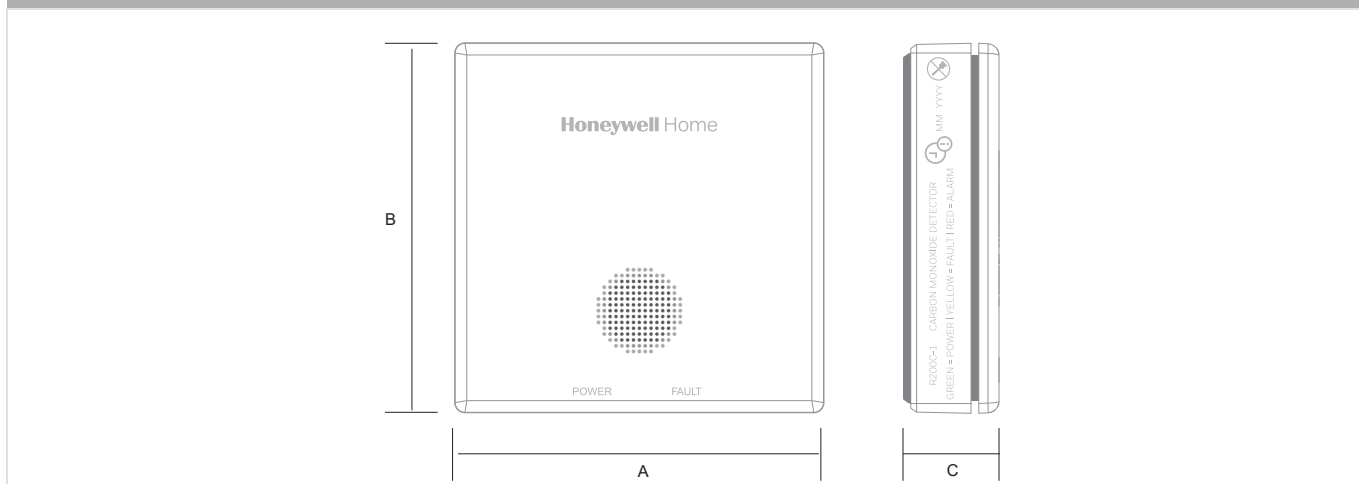 Honeywell Home
POWER FAULT
B
A
C
R200C-1 CARBON MONOXIDE DETECTOR MM YYYY
GREEN = POWER | YELLOW = FAULT | RED = ALARM